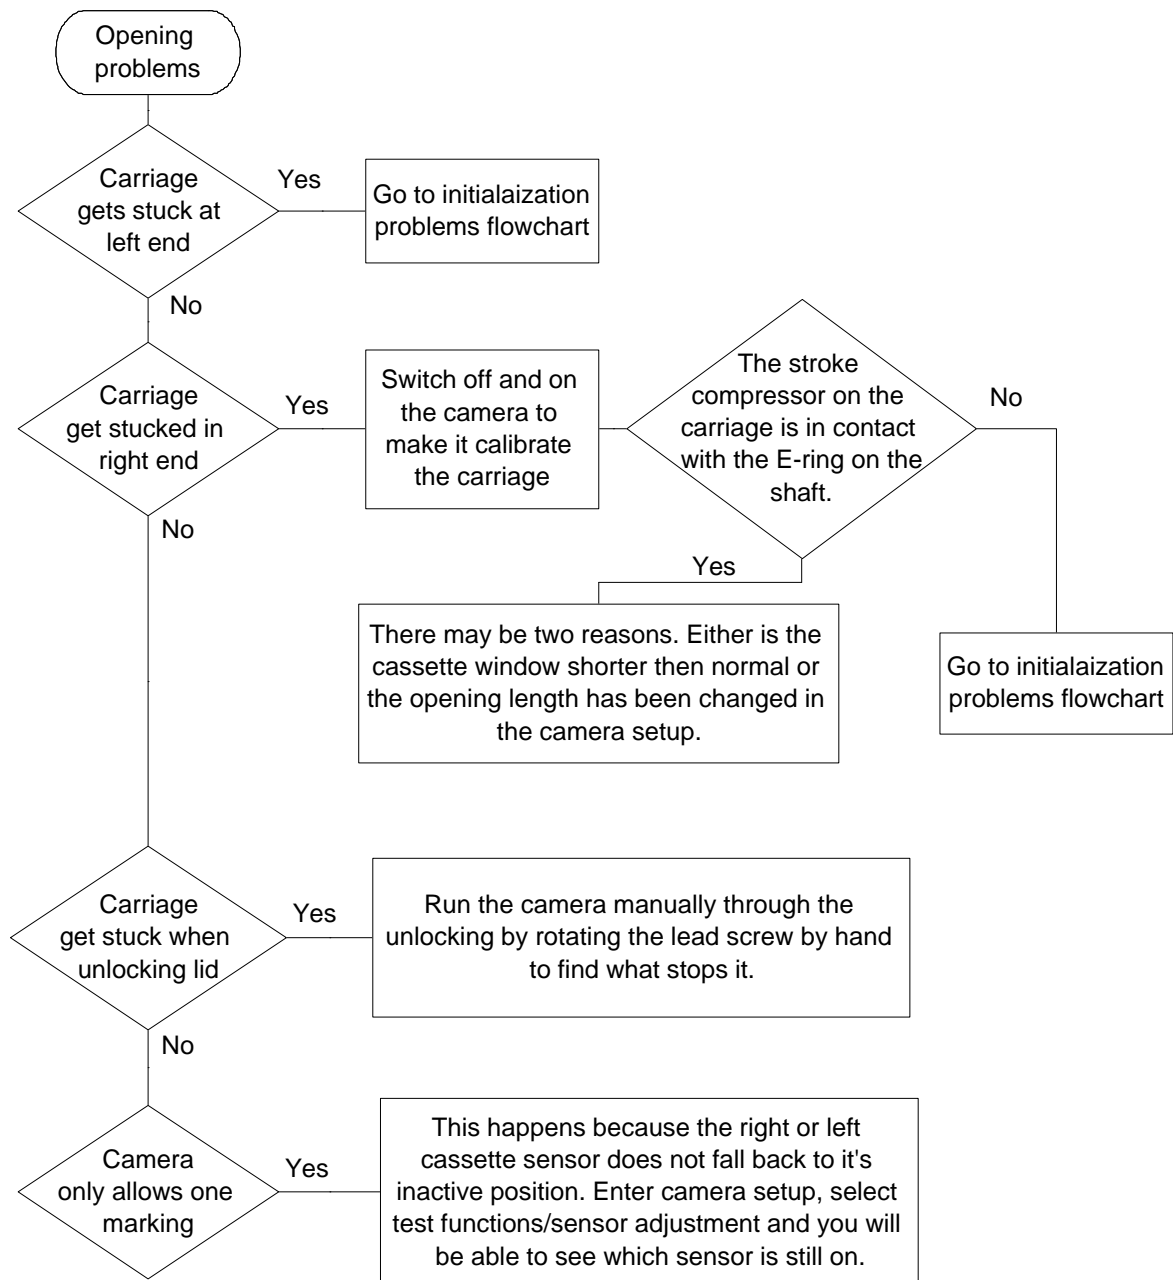 Opening
problems
Carriage
gets stuck at
left end
Yes
Go to initialaization
problems flowchart
No
Carriage
get stucked in
right end
Yes
Switch off and on
the camera to
make it calibrate
the carriage
The stroke
compressor on the
carriage is in contact
with the E-ring on the
shaft.
No
No
Yes
There may be two reasons. Either is the
cassette window shorter then normal or
the opening length has been changed in
the camera setup.
Go to initialaization
problems flowchart
Carriage
get stuck when
unlocking lid
Yes
Run the camera manually through the
unlocking by rotating the lead screw by hand
to find what stops it.
No
Camera
only allows one
marking
Yes
This happens because the right or left
cassette sensor does not fall back to it's
inactive position. Enter camera setup, select
test functions/sensor adjustment and you will
be able to see which sensor is still on.